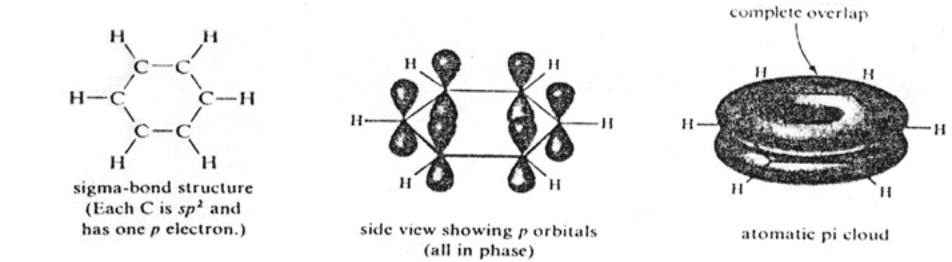 H H
C—C
H—C C—H
C—C
H H
sigma-bond structure
(Each C is sp² and
has one p electron.)
H H
H H
H H
side view showing p orbitals
(all in phase)
complete overlap
H H
H H
H H
atomatic pi cloud